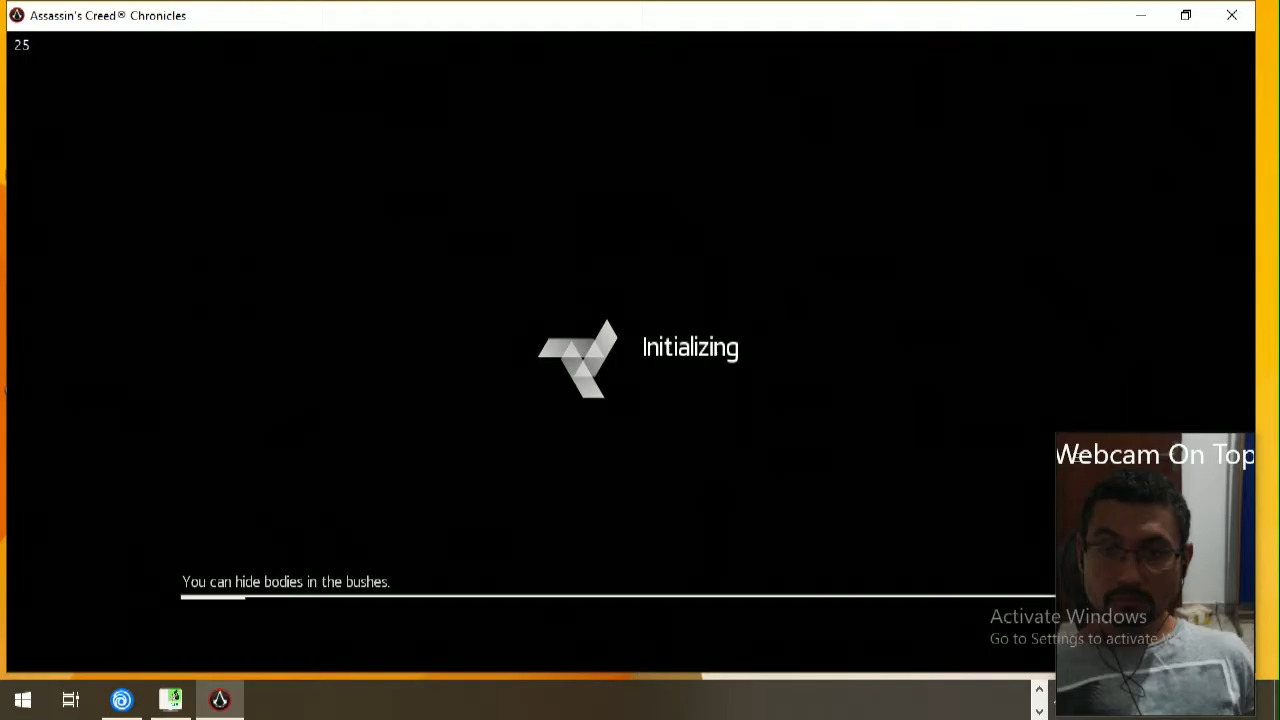 Assassin's Creed® Chronicles
25
Initializing
Webcam On Top
You can hide bodies in the bushes.
Activate Windows
Go to Settings to activate